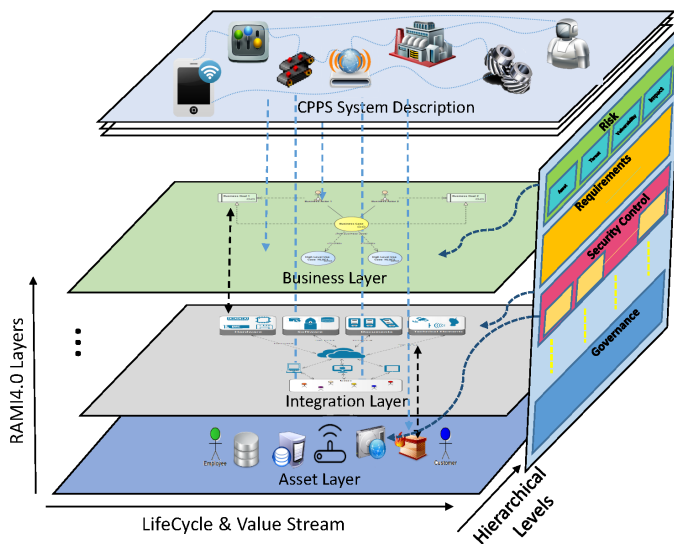 CPPS System Description
Risk
Asset
Threat
Vulnerability
Impact
Requirements
Security Control
Governance
Business Layer
Integration Layer
Employee
Customer
Asset Layer
RAMI4.0 Layers
LifeCycle & Value Stream
Hierarchical
Levels